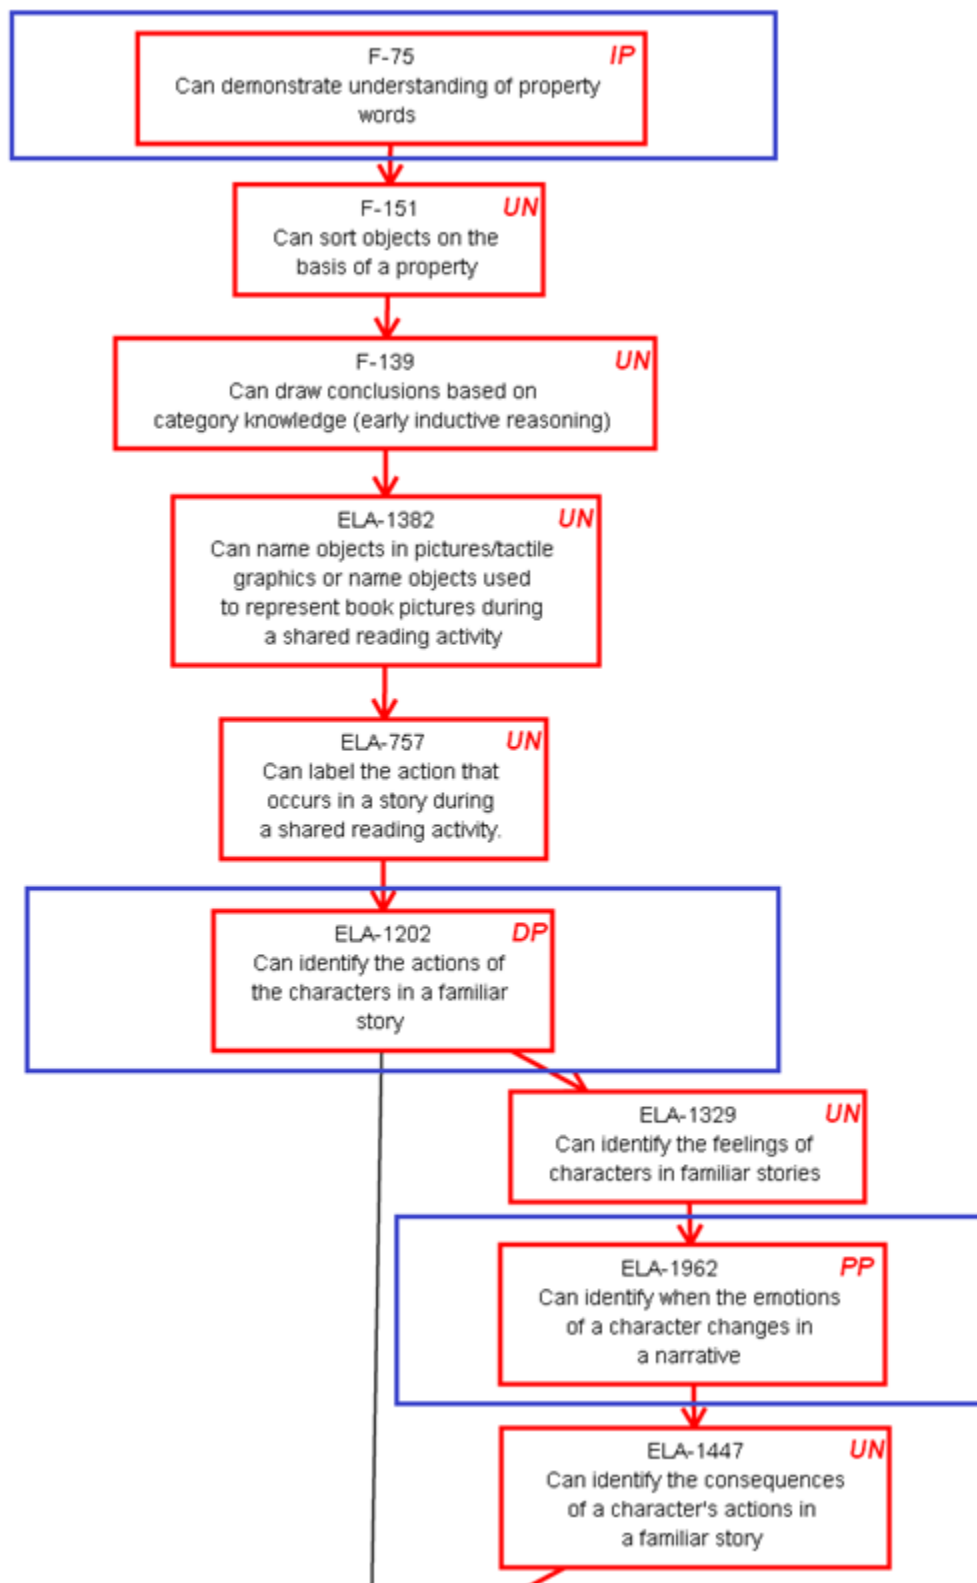 F-75
IP
Can demonstrate understanding of property
words
F-151
UN
Can sort objects on the
basis of a property
F-139
UN
Can draw conclusions based on
category knowledge (early inductive reasoning)
ELA-1382
UN
Can name objects in pictures/tactile
graphics or name objects used
to represent book pictures during
a shared reading activity
ELA-757
UN
Can label the action that
occurs in a story during
a shared reading activity.
ELA-1202
DP
Can identify the actions of
the characters in a familiar
story
ELA-1329
UN
Can identify the feelings of
characters in familiar stories
ELA-1962
PP
Can identify when the emotions
of a character changes in
a narrative
ELA-1447
UN
Can identify the consequences
of a character's actions in
a familiar story